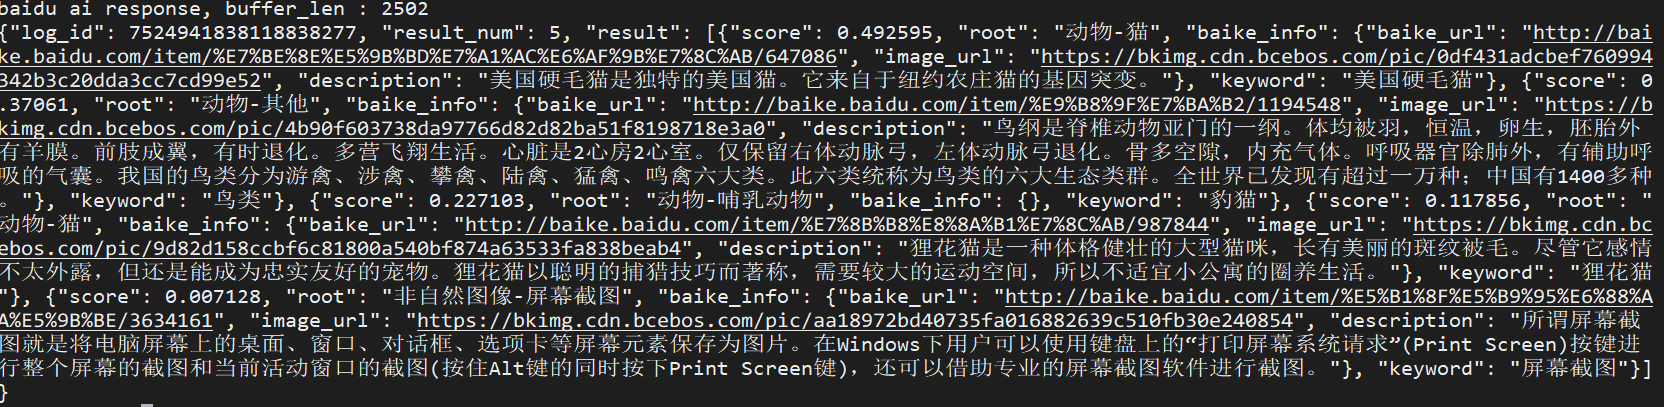 baidu ai response, buffer_len : 2502
{"log_id": 7524941838118838277, "result_num": 5, "result": [{"score": 0.492595, "root": "动物-猫", "baike_info": {"baike_url": "http://bai
ke.baidu.com/item/%E7%BE%8E%E5%9B%BD%E7%A1%AC%E6%AF%9B%E7%8C%AB/647086", "image_url": "https://bkimg.cdn.bcebos.com/pic/0df431adcbef760994
342b3c20dda3cc7cd99e52", "description": "美国硬毛猫是独特的美国猫。它来自于纽约农庄猫的基因突变。"}, "keyword": "美国硬毛猫"}, {"score": 0
.37061, "root": "动物-其他", "baike_info": {"baike_url": "http://baike.baidu.com/item/%E9%B8%9F%E7%BA%B2/1194548", "image_url": "https://b
kimg.cdn.bcebos.com/pic/4b90f603738da97766d82d82ba51f8198718e3a0", "description": "鸟纲是脊椎动物亚门的一纲。体均被羽，恒温，卵生，胚胎外
有羊膜。前肢成翼，有时退化。多营飞翔生活。心脏是2心房2心室。仅保留右体动脉弓，左体动脉弓退化。骨多空隙，内充气体。呼吸器官除肺外，有辅助呼
吸的气囊。我国的鸟类分为游禽、涉禽、攀禽、陆禽、猛禽、鸣禽六大类。此六类统称为鸟类的六大生态类群。全世界已发现有超过一万种；中国有1400多种
。"}, "keyword": "鸟类"}, {"score": 0.227103, "root": "动物-哺乳动物", "baike_info": {}, "keyword": "豹猫"}, {"score": 0.117856, "root": "
动物-猫", "baike_info": {"baike_url": "http://baike.baidu.com/item/%E7%8B%B8%E8%8A%B1%E7%8C%AB/987844", "image_url": "https://bkimg.cdn.bc
ebos.com/pic/9d82d158ccbf6c81800a540bf874a63533fa838beab4", "description": "狸花猫是一种体格健壮的大型猫咪，长有美丽的斑纹被毛。尽管它感情
不太外露，但还是能成为忠实友好的宠物。狸花猫以聪明的捕猎技巧而著称，需要较大的运动空间，所以不适宜小公寓的圈养生活。"}, "keyword": "狸花猫
"}, {"score": 0.007128, "root": "非自然图像-屏幕截图", "baike_info": {"baike_url": "http://baike.baidu.com/item/%E5%B1%8F%E5%B9%95%E6%88%A
A%E5%9B%BE/3634161", "image_url": "https://bkimg.cdn.bcebos.com/pic/aa18972bd40735fa016882639c510fb30e240854", "description": "所谓屏幕截
图就是将电脑屏幕上的桌面、窗口、对话框、选项卡等屏幕元素保存为图片。在Windows下用户可以使用键盘上的“打印屏幕系统请求”(Print Screen)按键进
行整个屏幕的截图和当前活动窗口的截图(按住Alt键的同时按下Print Screen键)，还可以借助专业的屏幕截图软件进行截图。"}, "keyword": "屏幕截图"}]
}